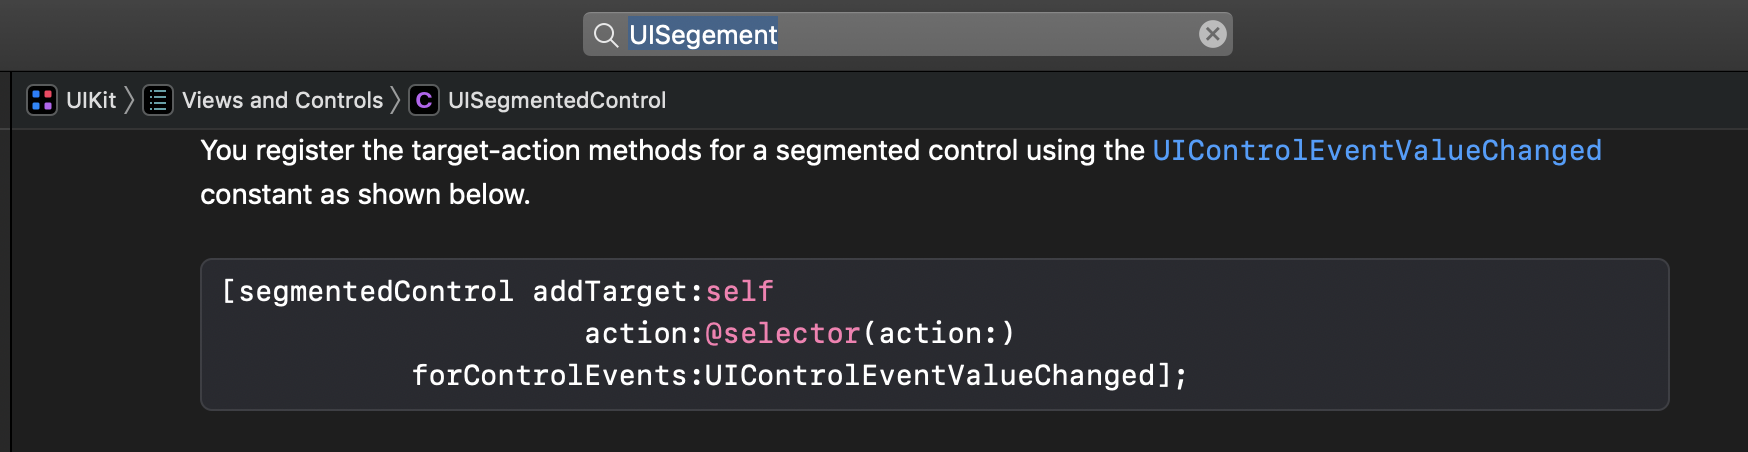 UISegement
UIKit 〉 Views and Controls 〉 C UISegmentedControl
You register the target-action methods for a segmented control using the UIControlEventValueChanged
constant as shown below.
[segmentedControl addTarget:self
action:@selector(action:)
forControlEvents:UIControlEventValueChanged];